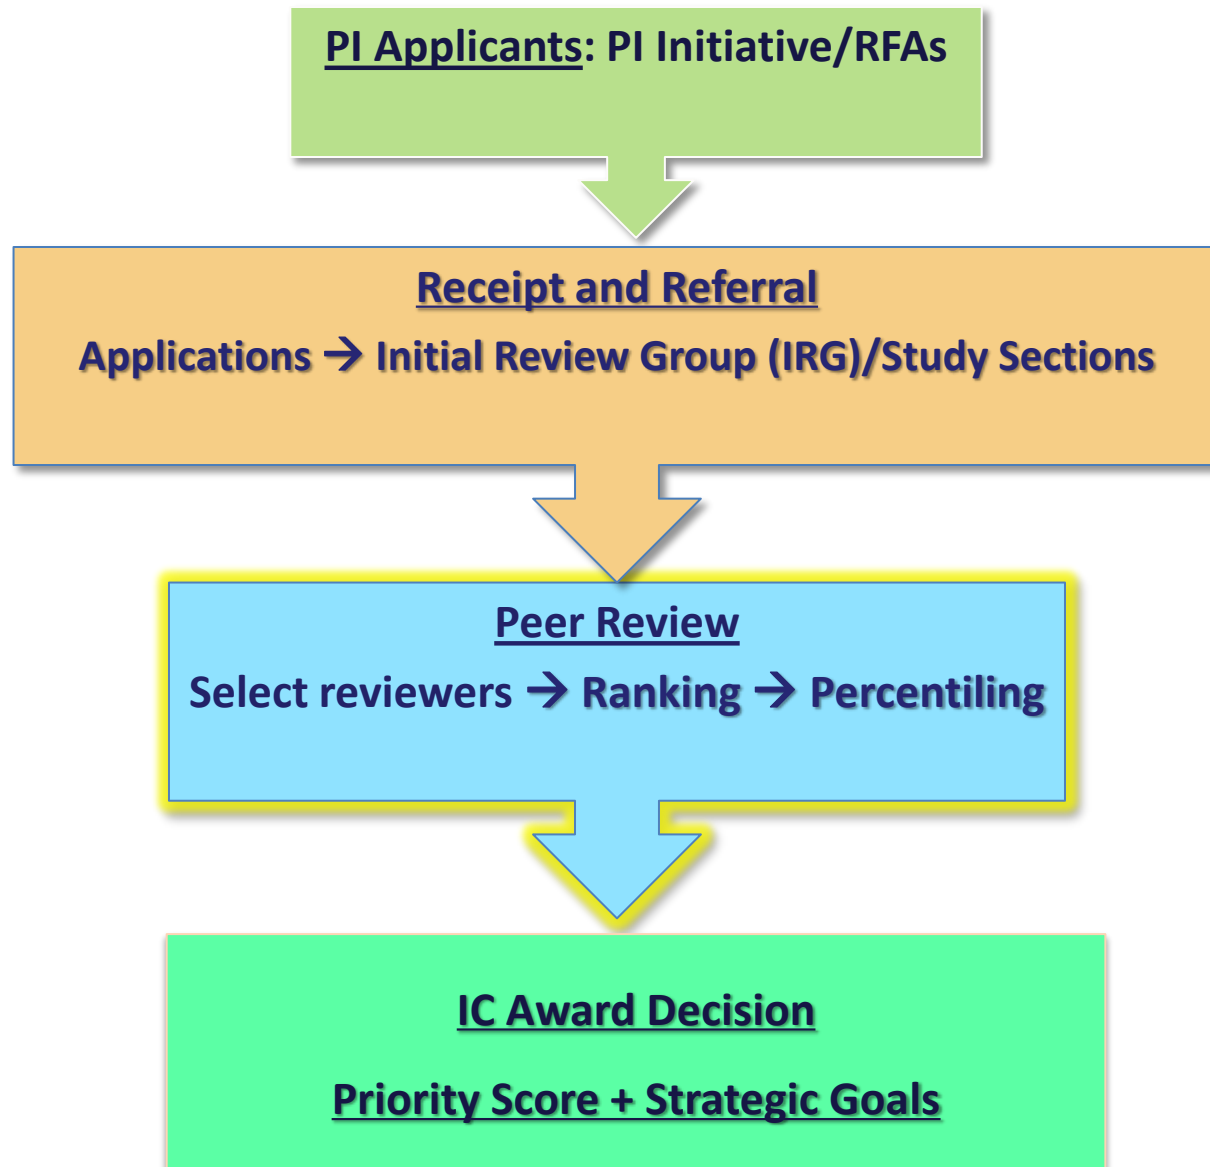 PI Applicants: PI Initiative/RFAs
Receipt and Referral
Applications → Initial Review Group (IRG)/Study Sections
Peer Review
Select reviewers → Ranking → Percentiling
IC Award Decision
Priority Score + Strategic Goals